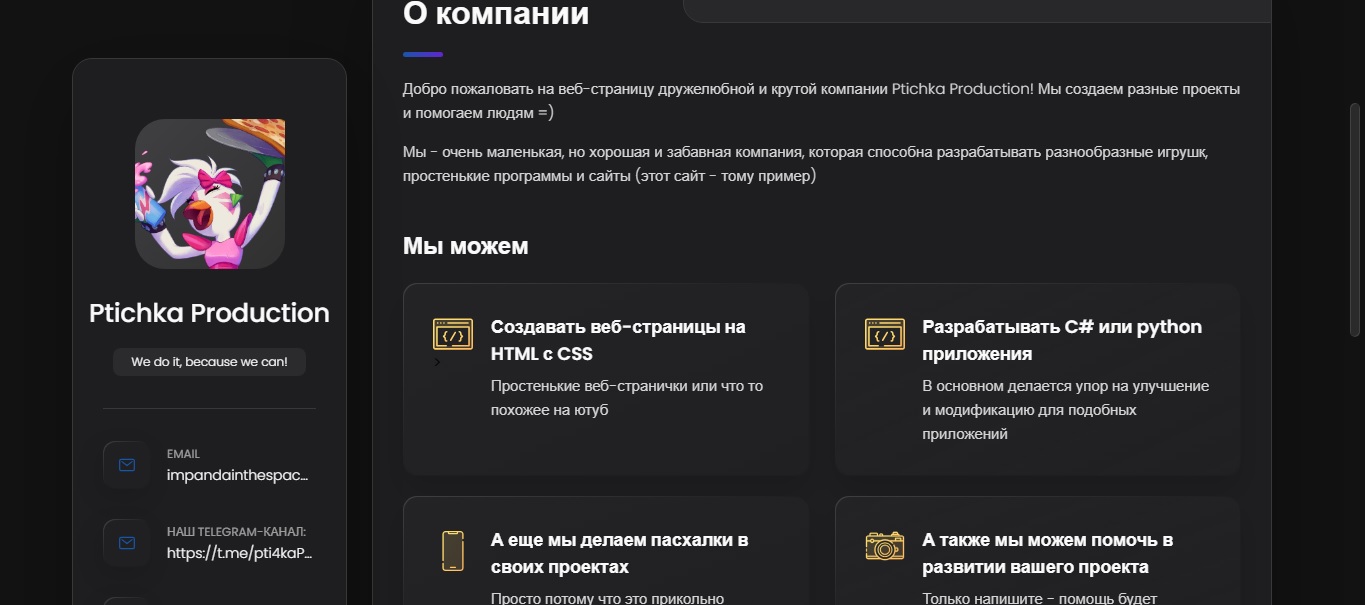 Ptichka Production
We do it, because we can!
EMAIL
impandainthespac...
НАШ TELEGRAM-КАНАЛ:
https://t.me/pti4kaP...
О компании
Добро пожаловать на веб-страницу дружелюбной и крутой компании Ptichka Production! Мы создаем разные проекты
и помогаем людям =)
Мы - очень маленькая, но хорошая и забавная компания, которая способна разрабатывать разнообразные игрушк,
простенькие программы и сайты (этот сайт - тому пример)
Мы можем
</>
>
Создавать веб-страницы на
HTML с CSS
Простенькие веб-странички или что то
похожее на ютуб
</>
Разрабатывать C# или python
приложения
В основном делается упор на улучшение
и модификацию для подобных
приложений
А еще мы делаем пасхалки в
своих проектах
Просто потому что это прикольно
А также мы можем помочь в
развитии вашего проекта
Только напишите - помощь будет